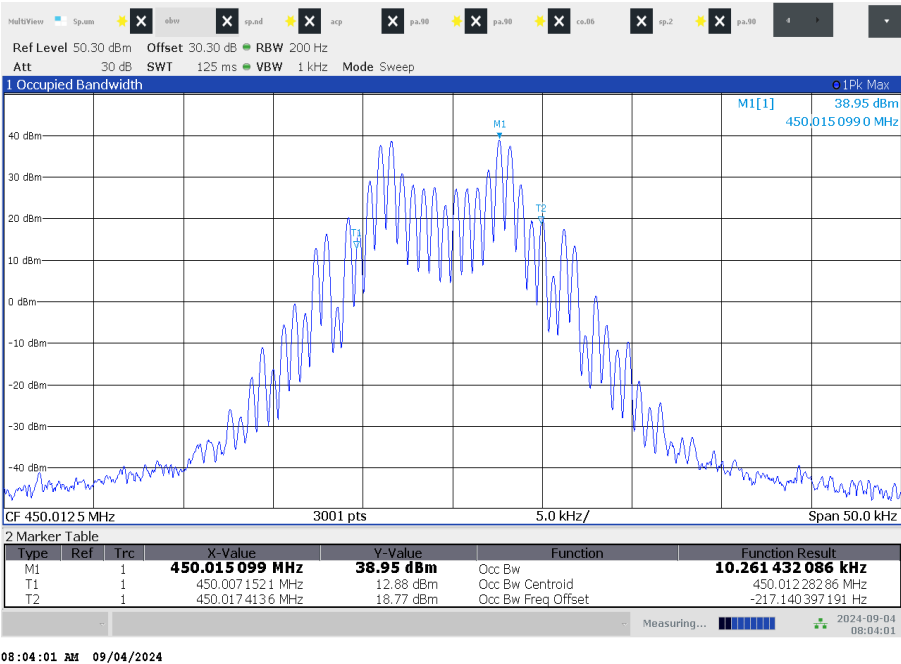 MultiView Sp.um obw sp.nd acp pa.90 pa.90 co.06 sp.2 pa.90
Ref Level 50.30 dBm Offset 30.30 dB RBW 200 Hz
Att 30 dB SWT 125 ms VBW 1 kHz Mode Sweep
1 Occupied Bandwidth 1Pk Max
M1[1] 38.95 dBm
450.015 099 0 MHz
M1
40 dBm
30 dBm
T2
20 dBm
T1
10 dBm
0 dBm
-10 dBm
-20 dBm
-30 dBm
-40 dBm
CF 450.012 5 MHz 3001 pts 5.0 kHz/ Span 50.0 kHz
2 Marker Table
Type Ref Trc X-Value Y-Value Function Function Result
M1 1 450.015 099 MHz 38.95 dBm Occ Bw 10.261 432 086 kHz
T1 1 450.007 152 1 MHz 12.88 dBm Occ Bw Centroid 450.012 282 86 MHz
T2 1 450.017 413 6 MHz 18.77 dBm Occ Bw Freq Offset -217.140 397 191 Hz
Measuring... 2024-09-04
08:04:01
08:04:01 AM 09/04/2024